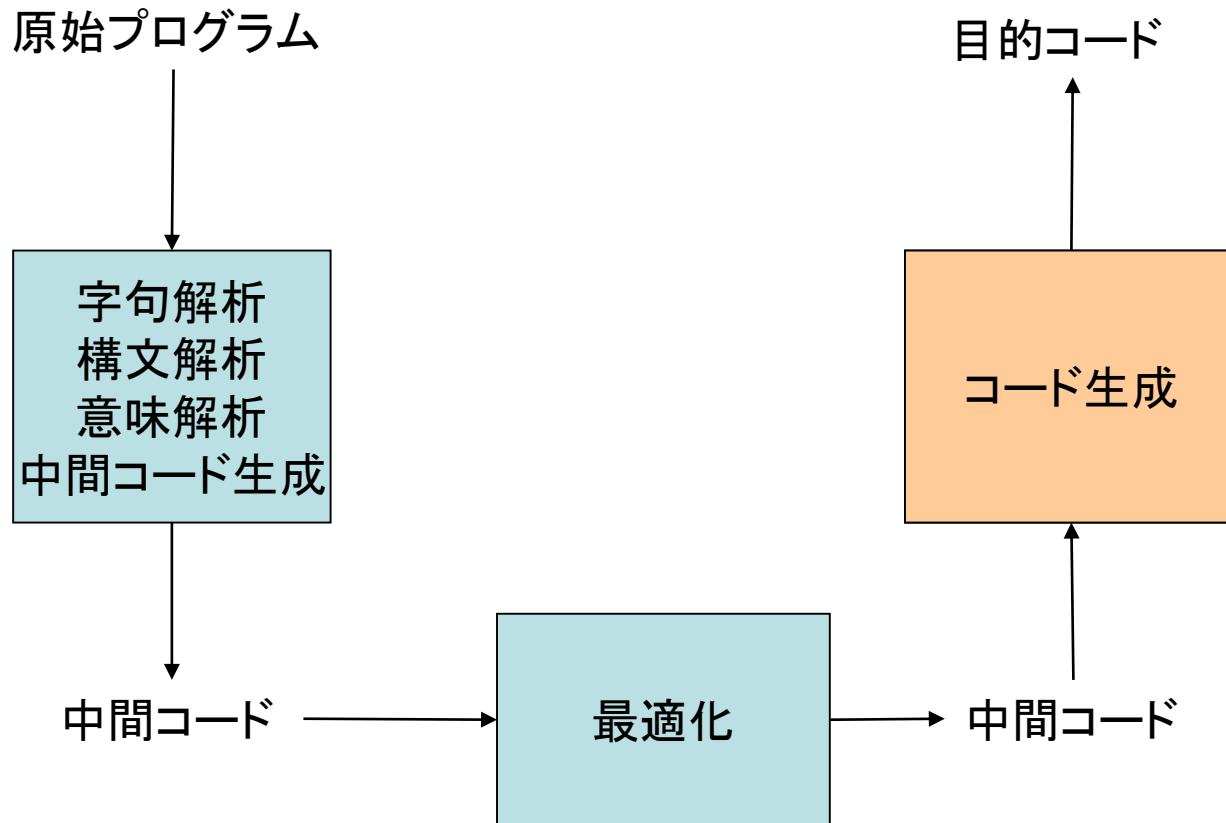 原始プログラム
字句解析
構文解析
意味解析
中間コード生成
中間コード
最適化
中間コード
コード生成
目的コード